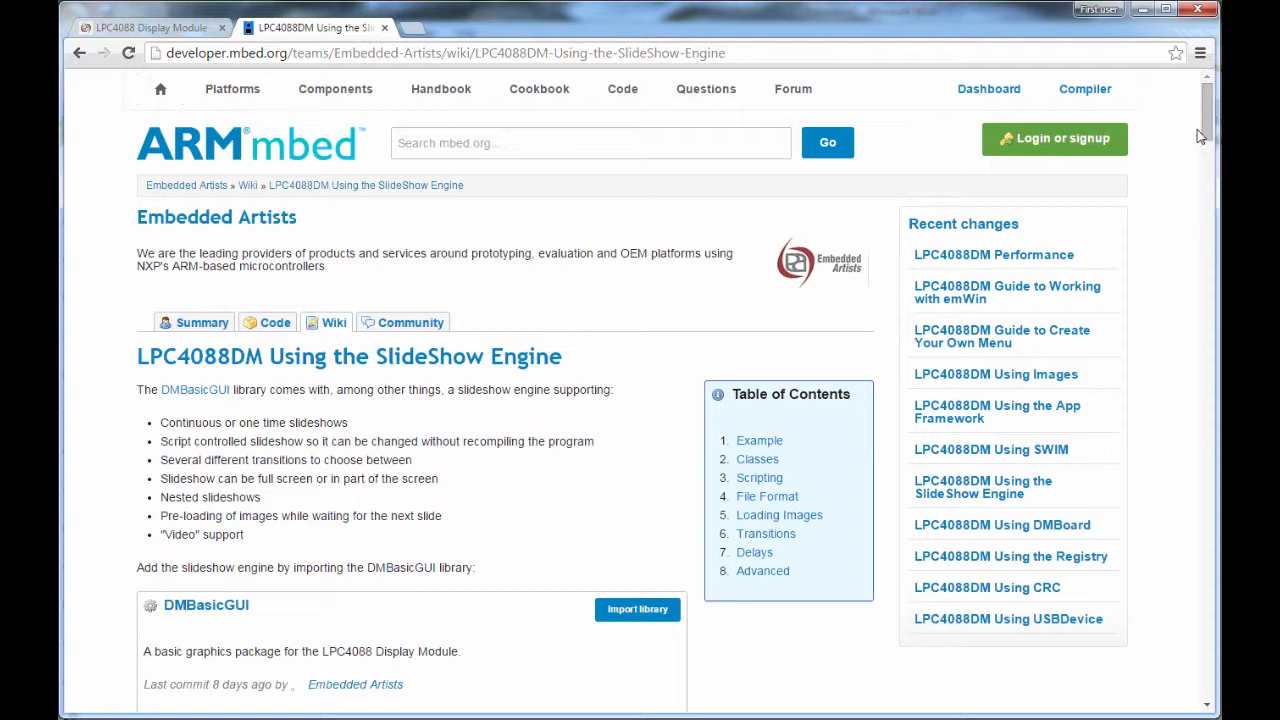 First user
LPC4088 Display Module
LPC4088DM Using the Sli
developer.mbed.org/teams/Embedded-Artists/wiki/LPC4088DM-Using-the-SlideShow-Engine
Platforms Components Handbook Cookbook Code Questions Forum Dashboard Compiler
ARM®mbed™
Search mbed.org...
Go
Login or signup
Embedded Artists » Wiki » LPC4088DM Using the SlideShow Engine
Embedded Artists
We are the leading providers of products and services around prototyping, evaluation and OEM platforms using
NXP's ARM-based microcontrollers.
Embedded
Artists
Summary Code Wiki Community
LPC4088DM Using the SlideShow Engine
The DMBasicGUI library comes with, among other things, a slideshow engine supporting:
• Continuous or one time slideshows
• Script controlled slideshow so it can be changed without recompiling the program
• Several different transitions to choose between
• Slideshow can be full screen or in part of the screen
• Nested slideshows
• Pre-loading of images while waiting for the next slide
• "Video" support
Add the slideshow engine by importing the DMBasicGUI library:
DMBasicGUI
Import library
A basic graphics package for the LPC4088 Display Module.
Last commit 8 days ago by Embedded Artists
Table of Contents
1. Example
2. Classes
3. Scripting
4. File Format
5. Loading Images
6. Transitions
7. Delays
8. Advanced
Recent changes
LPC4088DM Performance
LPC4088DM Guide to Working
with emWin
LPC4088DM Guide to Create
Your Own Menu
LPC4088DM Using Images
LPC4088DM Using the App
Framework
LPC4088DM Using SWIM
LPC4088DM Using the
SlideShow Engine
LPC4088DM Using DMBoard
LPC4088DM Using the Registry
LPC4088DM Using CRC
LPC4088DM Using USBDevice